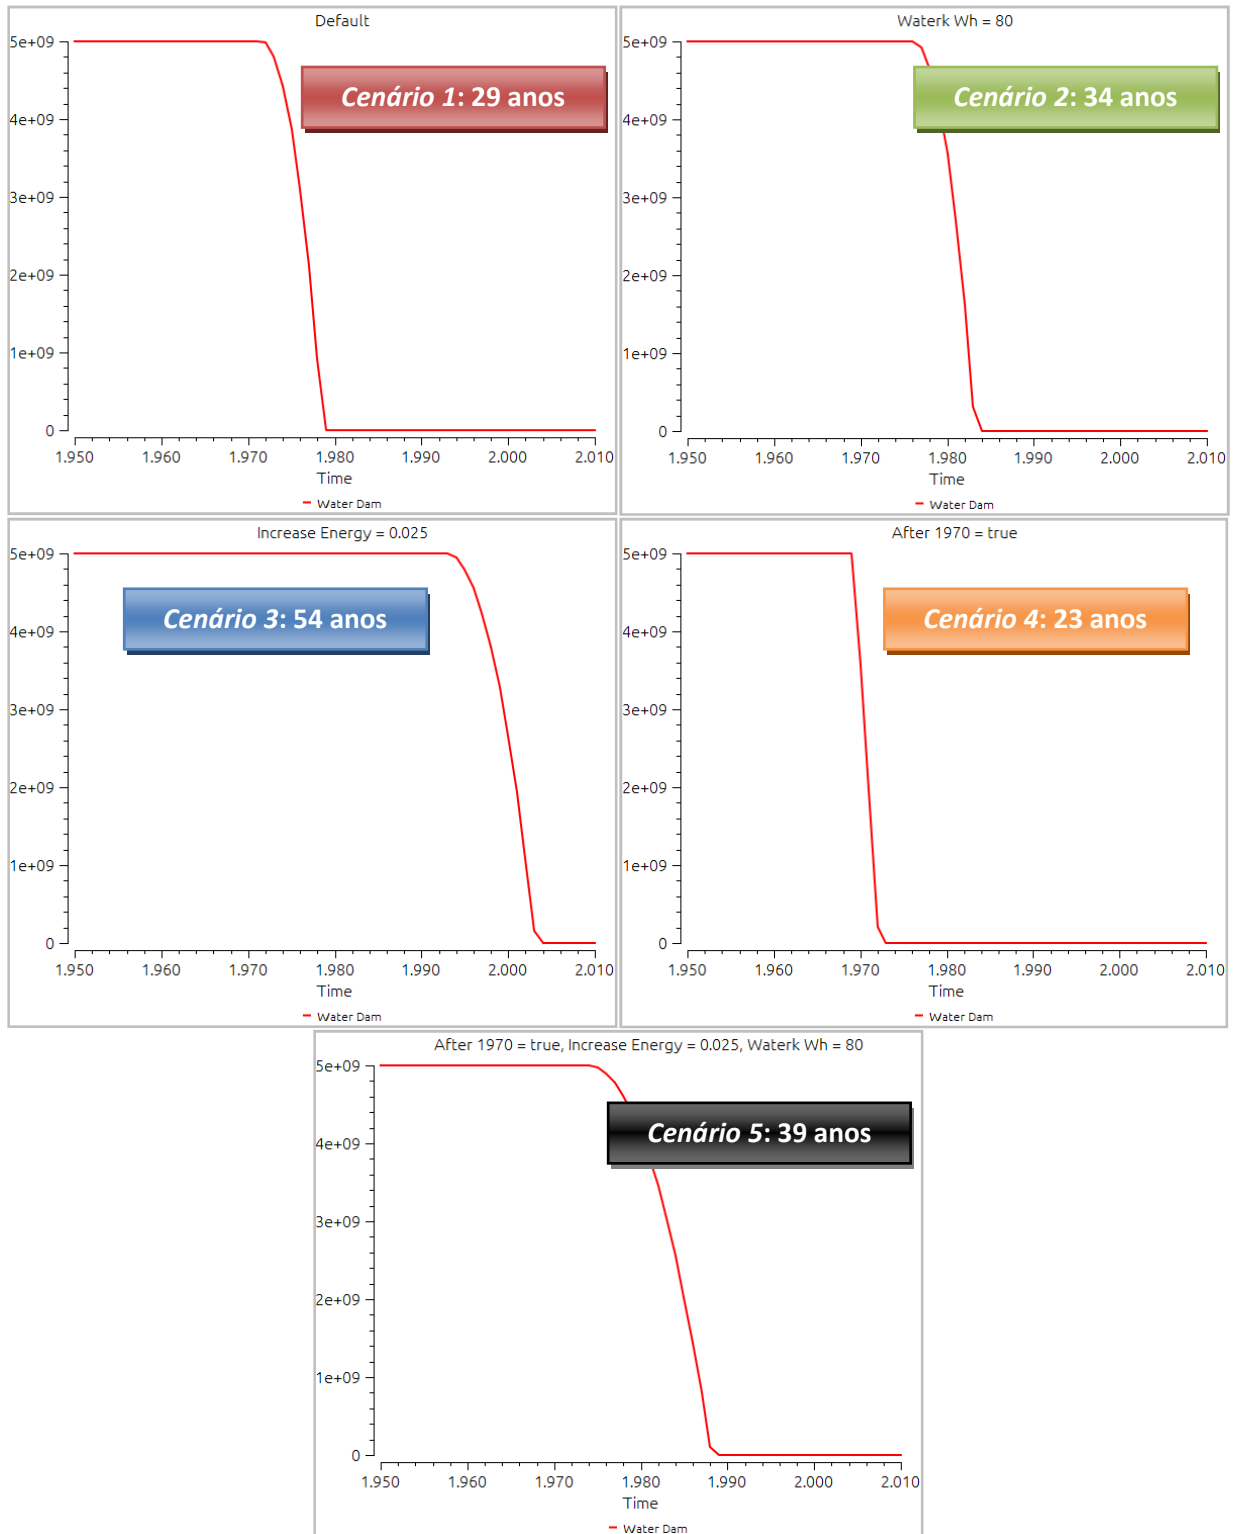 Default
Cenário 1: 29 anos
5e+09
4e+09
3e+09
2e+09
1e+09
0
1.950 1.960 1.970 1.980 1.990 2.000 2.010
Time
Water Dam
Waterk Wh = 80
Cenário 2: 34 anos
5e+09
4e+09
3e+09
2e+09
1e+09
0
1.950 1.960 1.970 1.980 1.990 2.000 2.010
Time
Water Dam
Increase Energy = 0.025
Cenário 3: 54 anos
5e+09
4e+09
3e+09
2e+09
1e+09
0
1.950 1.960 1.970 1.980 1.990 2.000 2.010
Time
Water Dam
After 1970 = true
Cenário 4: 23 anos
5e+09
4e+09
3e+09
2e+09
1e+09
0
1.950 1.960 1.970 1.980 1.990 2.000 2.010
Time
Water Dam
After 1970 = true, Increase Energy = 0.025, Waterk Wh = 80
Cenário 5: 39 anos
5e+09
4e+09
3e+09
2e+09
1e+09
0
1.950 1.960 1.970 1.980 1.990 2.000 2.010
Time
Water Dam